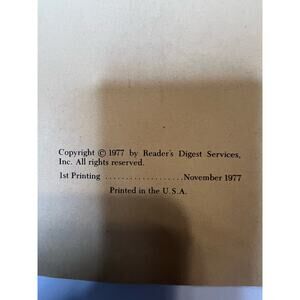 Copyright © 1977 by Reader's Digest Services,
Inc. All rights reserved.
1st Printing ................... November 1977
Printed in the U.S.A.